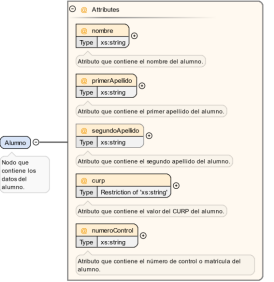 Attributes
nombre
Type xs:string
Atributo que contiene el nombre del alumno.
primerApellido
Type xs:string
Atributo que contiene el primer apellido del alumno.
segundoApellido
Type xs:string
Atributo que contiene el segundo apellido del alumno.
Alumno
Nodo que
contiene los
datos del
alumno.
curp
Type Restriction of 'xs:string'
Atributo que contiene el valor del CURP del alumno.
numeroControl
Type xs:string
Atributo que contiene el número de control o matrícula del
alumno.